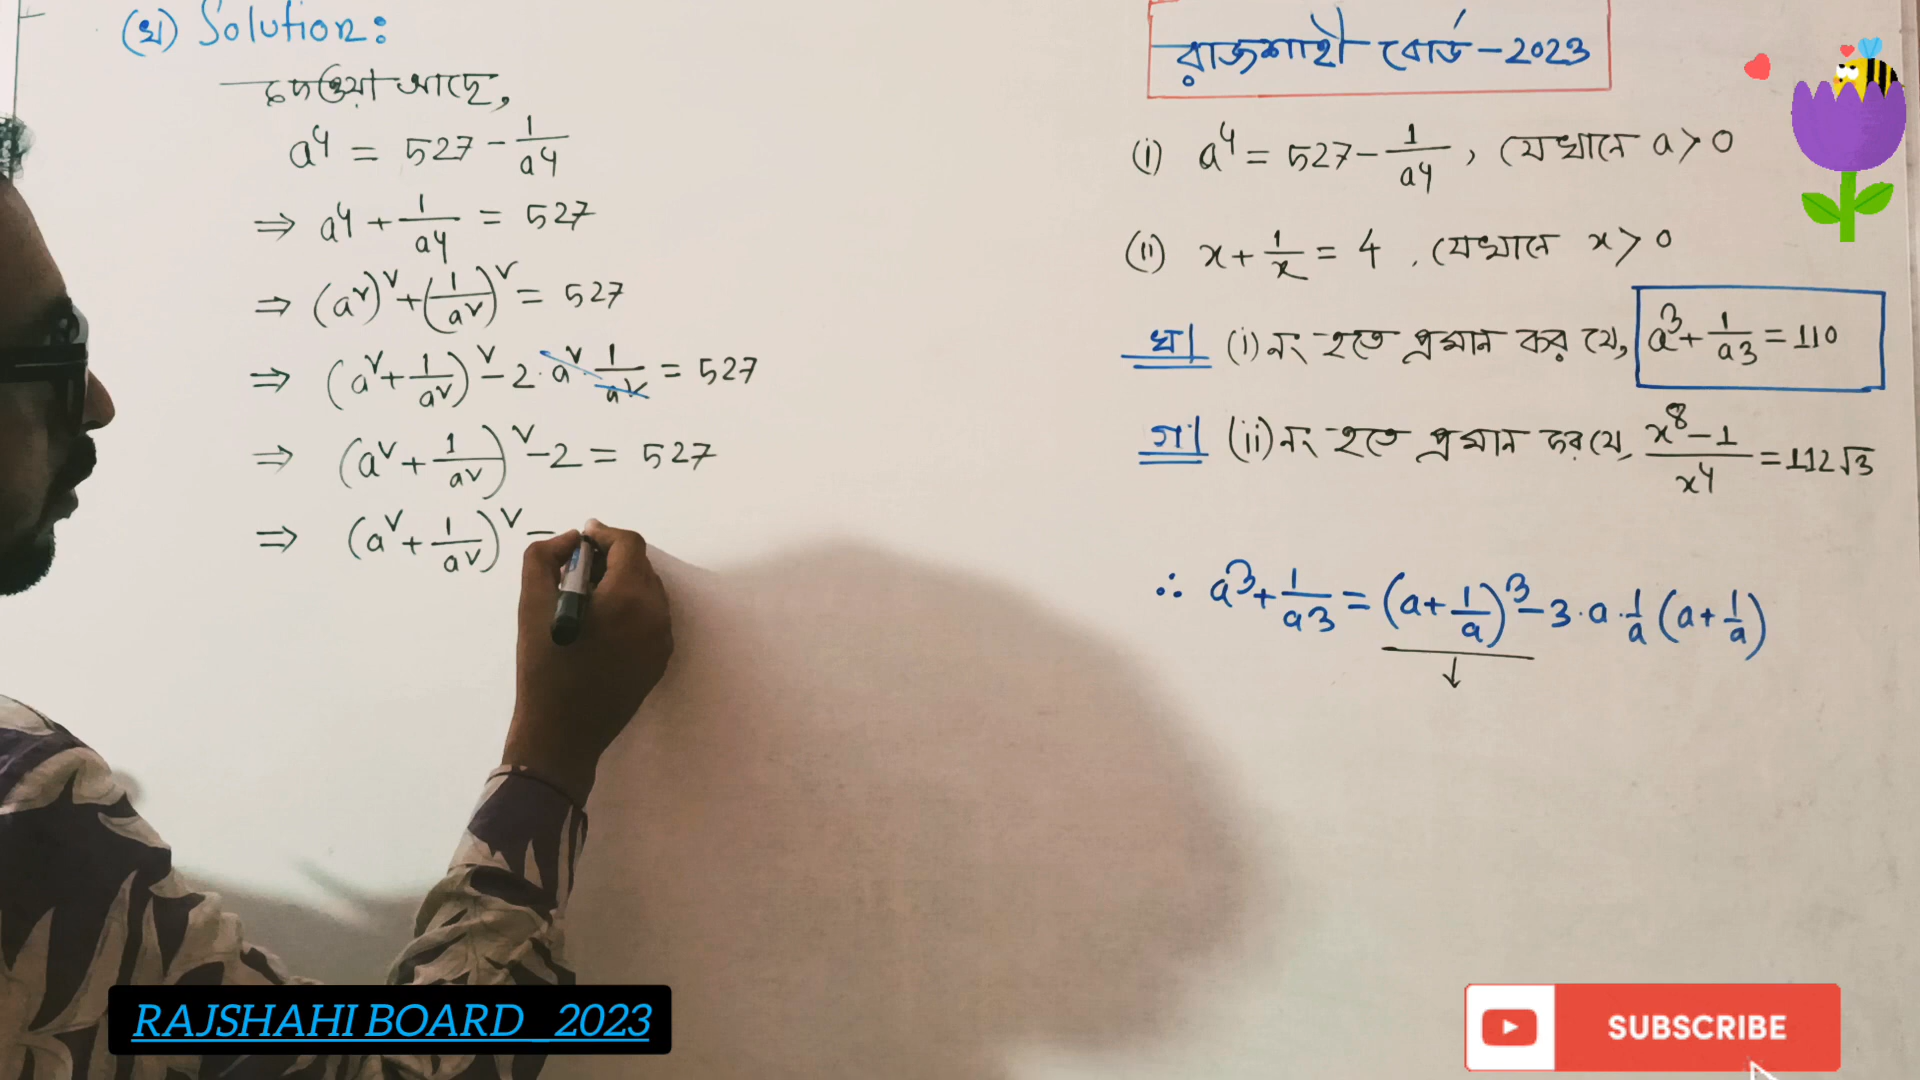 (খ) Solution:
দেওয়া আছে,
a⁴ = 527 - 1/a⁴
⇒ a⁴ + 1/a⁴ = 527
⇒ (a²)² + (1/a²)² = 527
⇒ (a² + 1/a²)² - 2·a²·1/a² = 527
⇒ (a² + 1/a²)² - 2 = 527
⇒ (a² + 1/a²)² =
রাজশাহী বোর্ড - 2023
(i) a⁴ = 527 - 1/a⁴, যেখানে a > 0
(ii) x + 1/x = 4, যেখানে x > 0
খ| (i) নং হতে প্রমান কর যে, a³ + 1/a³ = 110
গ| (ii) নং হতে প্রমান কর যে, (x⁸ - 1)/x⁴ = 112√3
∴ a³ + 1/a³ = (a + 1/a)³ - 3·a·1/a (a + 1/a)
↓
RAJSHAHI BOARD_2023
SUBSCRIBE